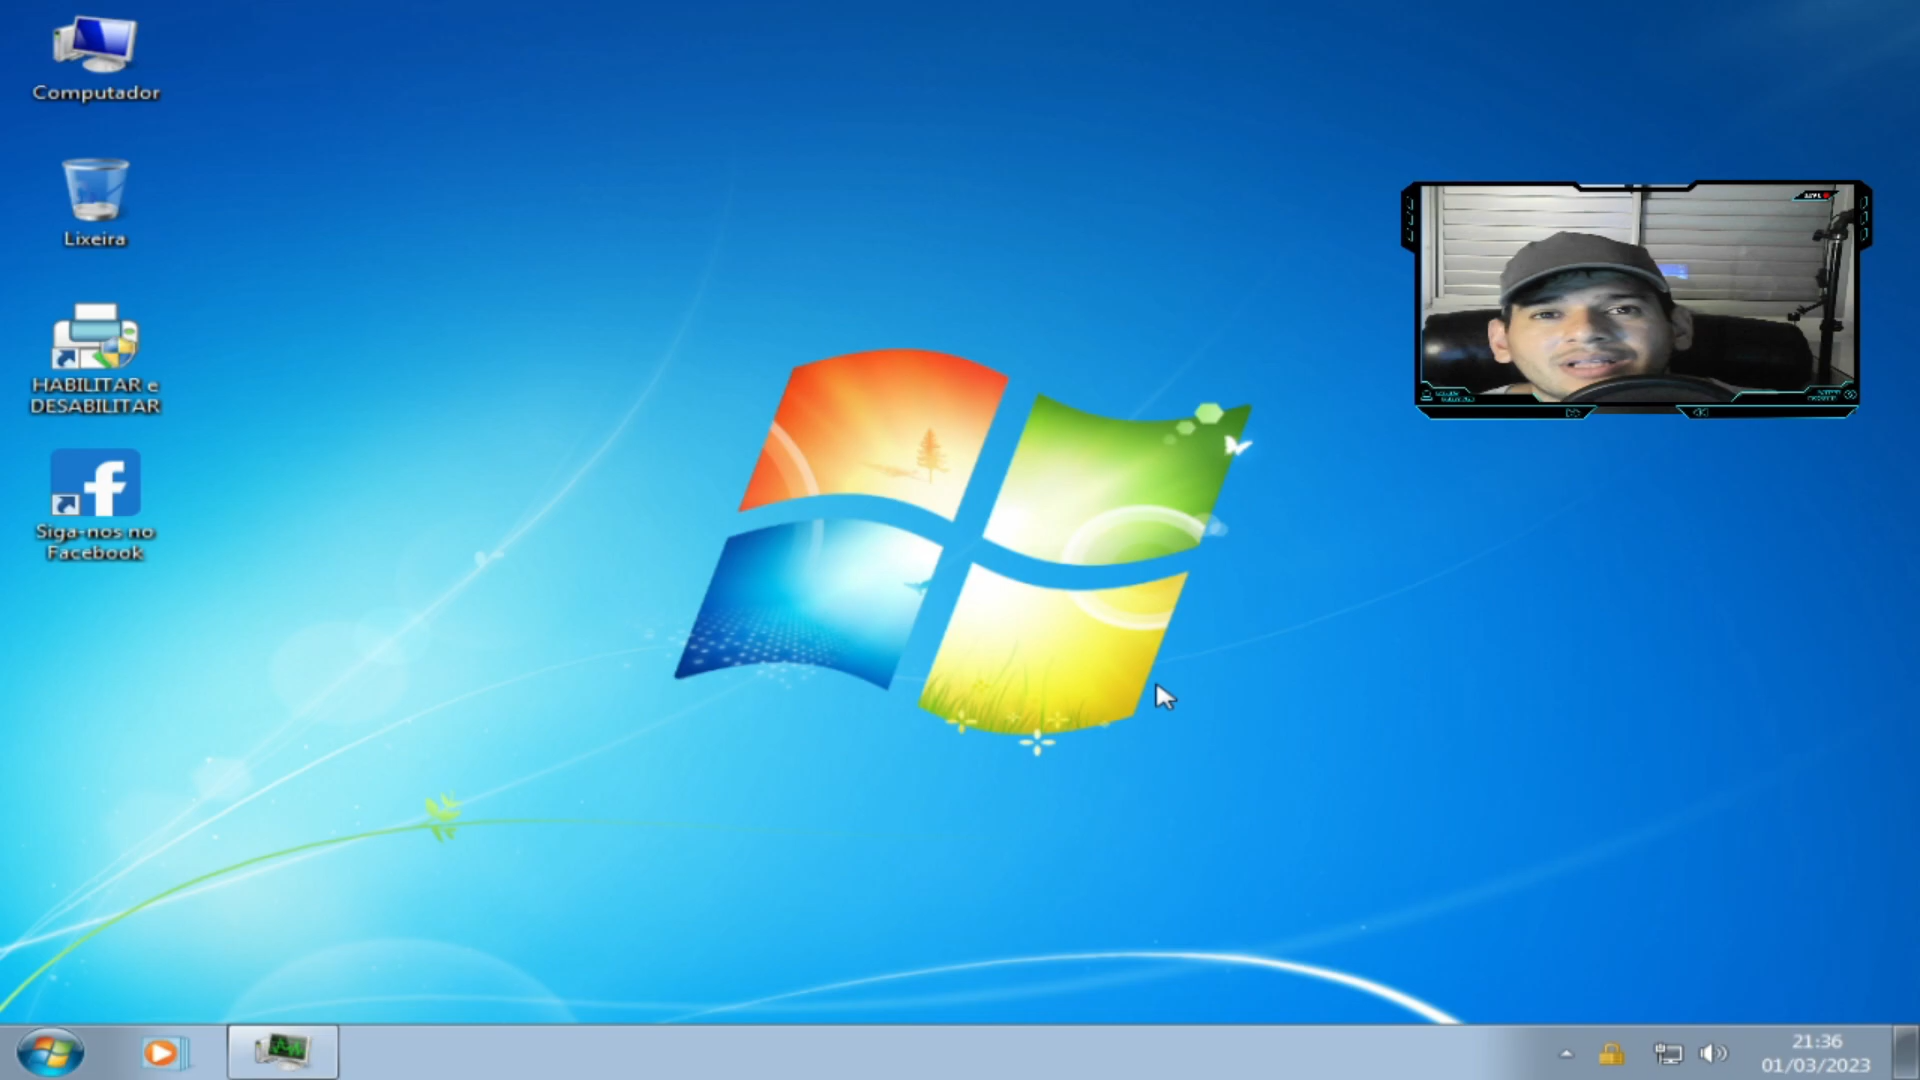 Computador
Lixeira
HABILITAR e
DESABILITAR
Siga-nos no
Facebook
21:36
01/03/2023